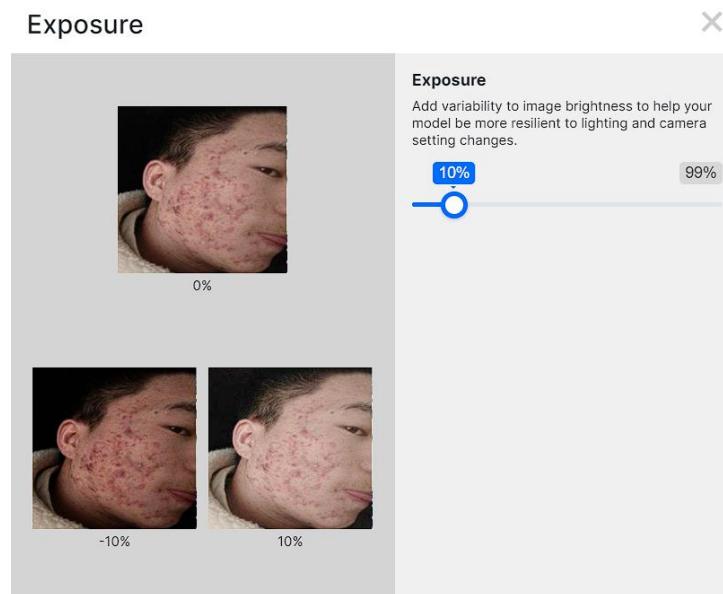 Exposure
Exposure
Add variability to image brightness to help your
model be more resilient to lighting and camera
setting changes.
10%
99%
0%
-10%
10%